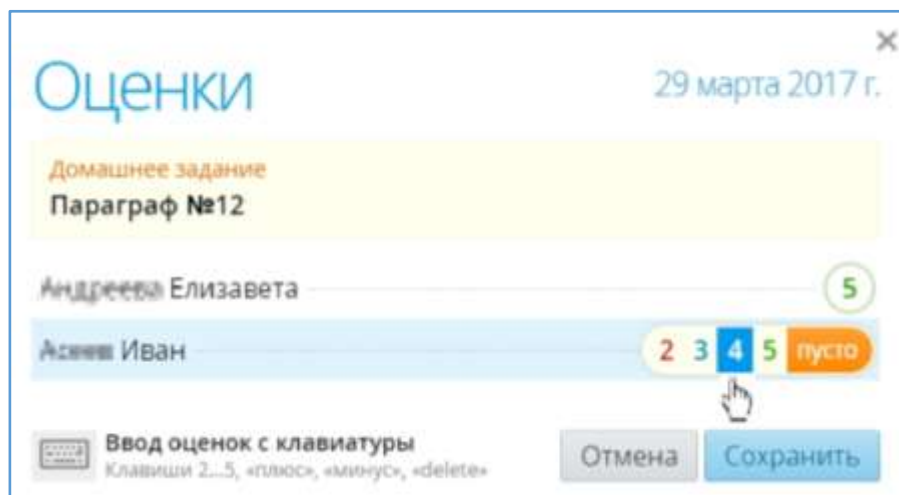 Оценки
29 марта 2017 г.
Домашнее задание
Параграф №12
Елизавета 5
Иван 2 3 4 5 пусто
Ввод оценок с клавиатуры
Клавиши 2...5, «плюс», «минус», «delete»
Отмена Сохранить